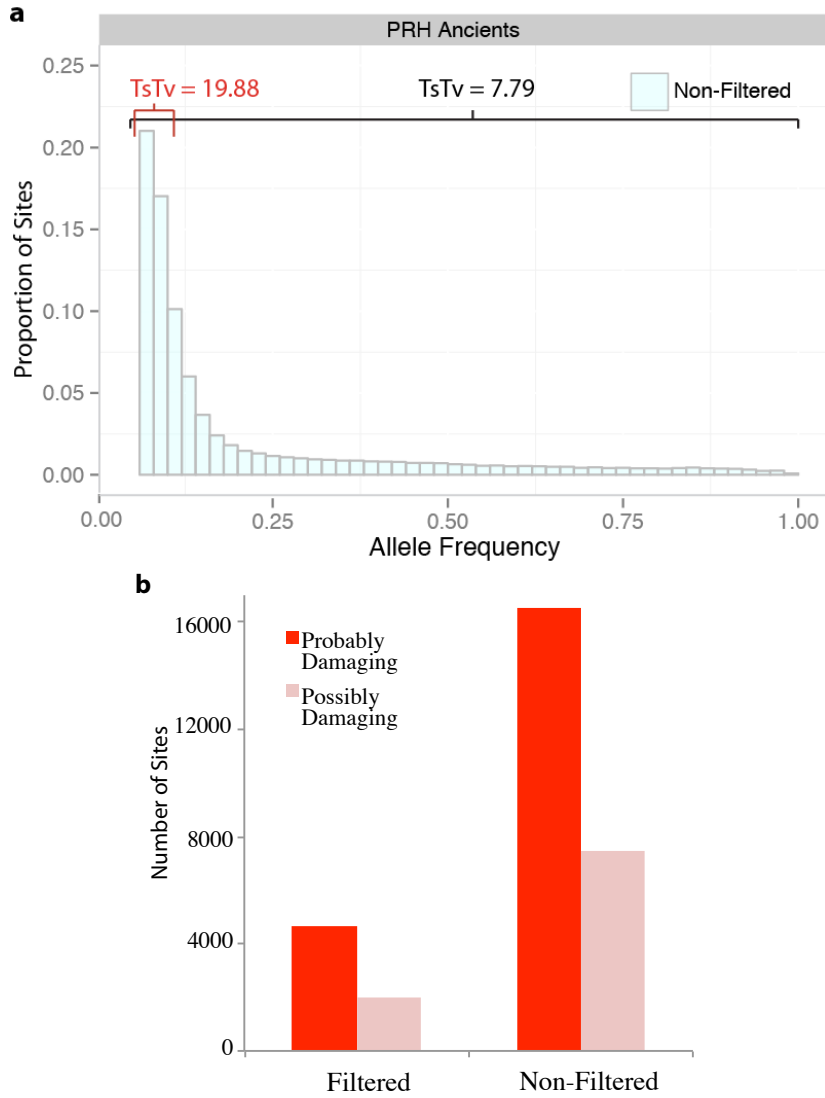 a
PRH Ancients
TsTv = 19.88
TsTv = 7.79
Non-Filtered
0.25
0.20
0.15
0.10
0.05
0.00
Proportion of Sites
0.00 0.25 0.50 0.75 1.00
Allele Frequency
b
16000
12000
8000
4000
0
Number of Sites
Probably
Damaging
Possibly
Damaging
Filtered Non-Filtered